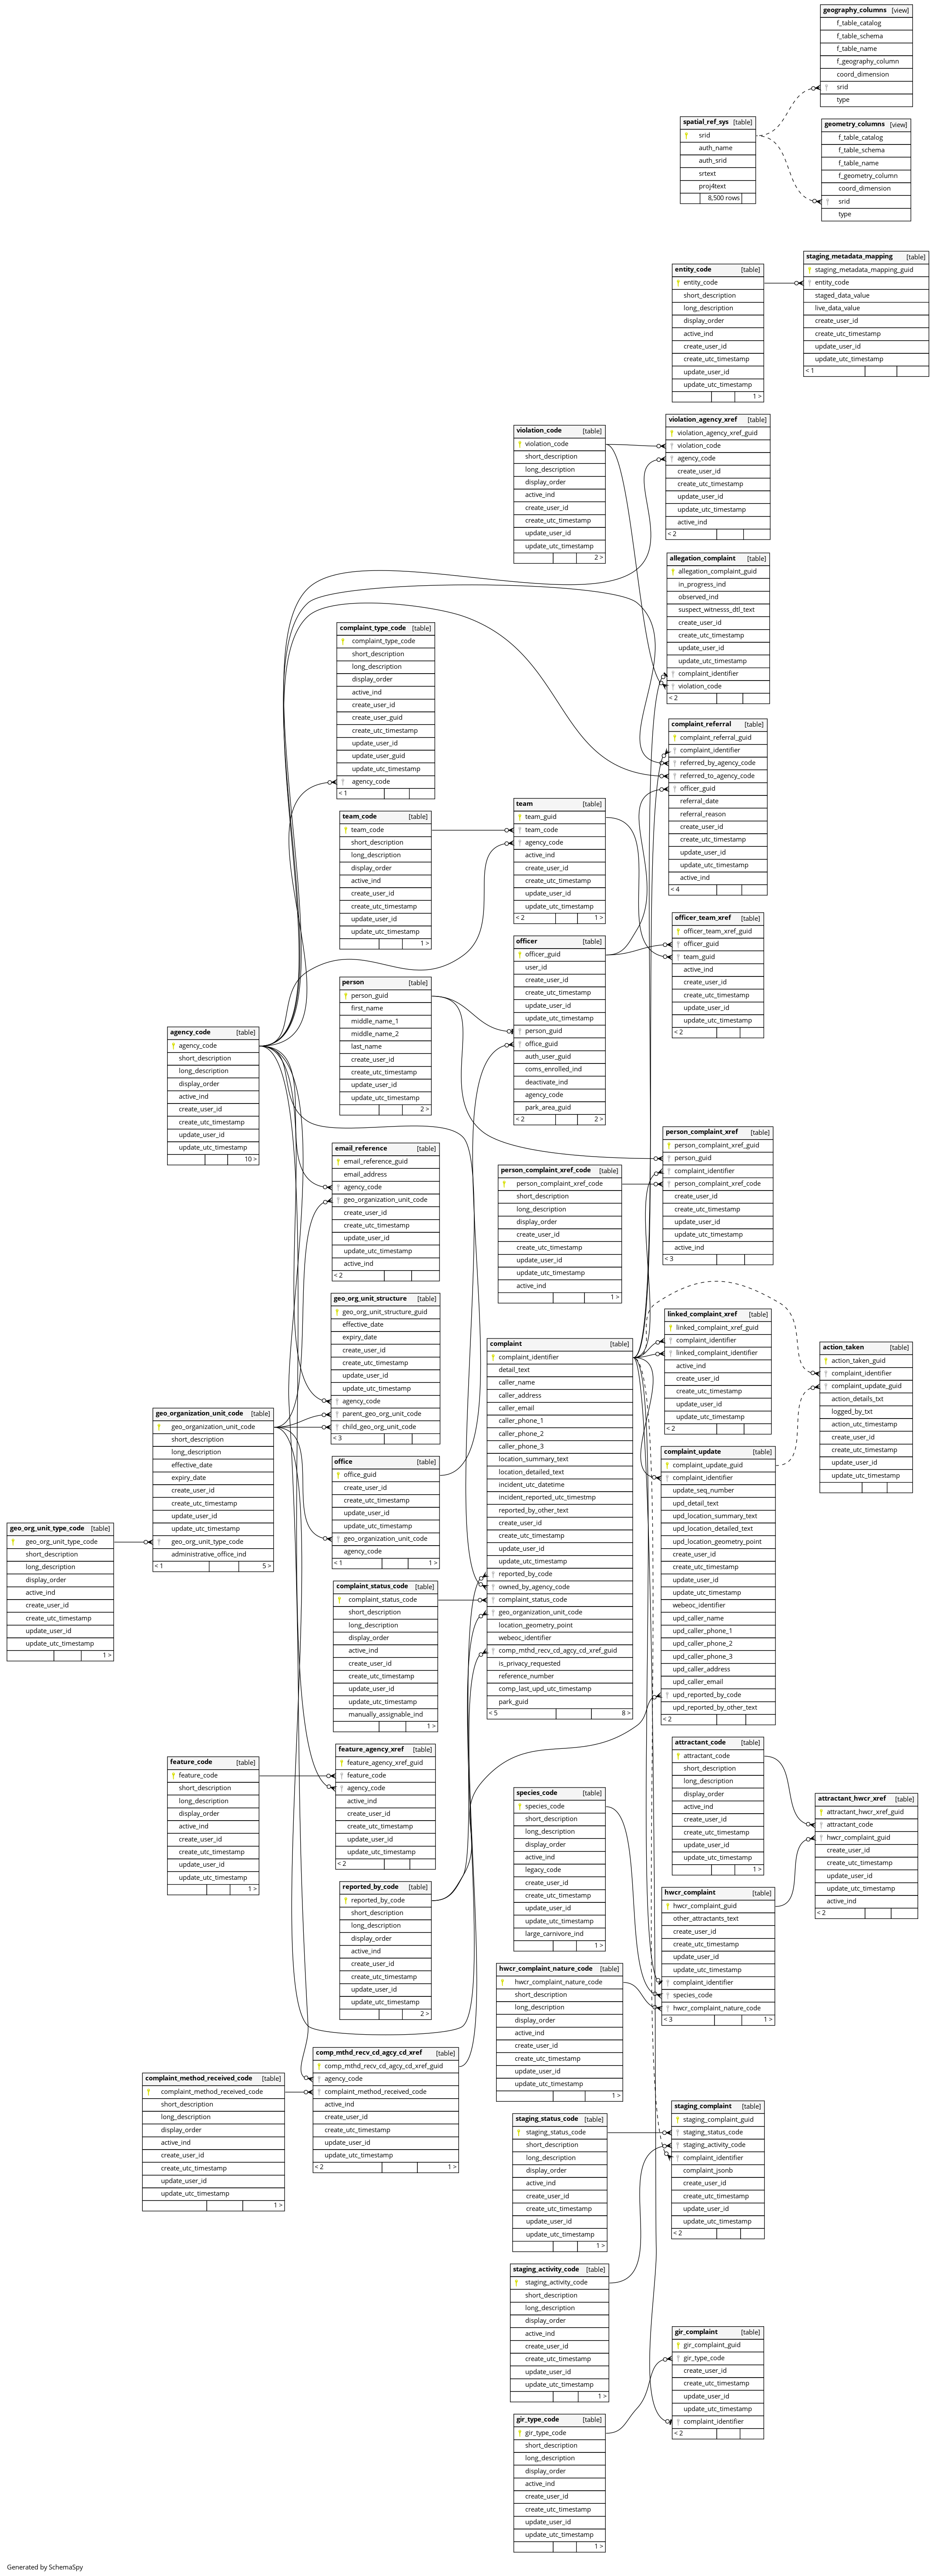 geography_columns [view]
f_table_catalog
f_table_schema
f_table_name
f_geography_column
coord_dimension
srid
type
spatial_ref_sys [table]
srid
auth_name
auth_srid
srtext
proj4text
8,500 rows
geometry_columns [view]
f_table_catalog
f_table_schema
f_table_name
f_geometry_column
coord_dimension
srid
type
staging_metadata_mapping [table]
staging_metadata_mapping_guid
entity_code
staged_data_value
live_data_value
create_user_id
create_utc_timestamp
update_user_id
update_utc_timestamp
< 1
entity_code [table]
entity_code
short_description
long_description
display_order
active_ind
create_user_id
create_utc_timestamp
update_user_id
update_utc_timestamp
1 >
violation_agency_xref [table]
violation_agency_xref_guid
violation_code
agency_code
create_user_id
create_utc_timestamp
update_user_id
update_utc_timestamp
active_ind
< 2
violation_code [table]
violation_code
short_description
long_description
display_order
active_ind
create_user_id
create_utc_timestamp
update_user_id
update_utc_timestamp
2 >
allegation_complaint [table]
allegation_complaint_guid
in_progress_ind
observed_ind
suspect_witnesss_dtl_text
create_user_id
create_utc_timestamp
update_user_id
update_utc_timestamp
complaint_identifier
violation_code
< 2
complaint_type_code [table]
complaint_type_code
short_description
long_description
display_order
active_ind
create_user_id
create_user_guid
create_utc_timestamp
update_user_id
update_user_guid
update_utc_timestamp
agency_code
< 1
complaint_referral [table]
complaint_referral_guid
complaint_identifier
referred_by_agency_code
referred_to_agency_code
officer_guid
referral_date
referral_reason
create_user_id
create_utc_timestamp
update_user_id
update_utc_timestamp
active_ind
< 4
team_code [table]
team_code
short_description
long_description
display_order
active_ind
create_user_id
create_utc_timestamp
update_user_id
update_utc_timestamp
1 >
team [table]
team_guid
team_code
agency_code
active_ind
create_user_id
create_utc_timestamp
update_user_id
update_utc_timestamp
< 2 1 >
officer_team_xref [table]
officer_team_xref_guid
officer_guid
team_guid
active_ind
create_user_id
create_utc_timestamp
update_user_id
update_utc_timestamp
< 2
officer [table]
officer_guid
user_id
create_user_id
create_utc_timestamp
update_user_id
update_utc_timestamp
person_guid
office_guid
auth_user_guid
coms_enrolled_ind
deactivate_ind
agency_code
park_area_guid
< 2 2 >
person [table]
person_guid
first_name
middle_name_1
middle_name_2
last_name
create_user_id
create_utc_timestamp
update_user_id
update_utc_timestamp
2 >
agency_code [table]
agency_code
short_description
long_description
display_order
active_ind
create_user_id
create_utc_timestamp
update_user_id
update_utc_timestamp
10 >
person_complaint_xref [table]
person_complaint_xref_guid
person_guid
complaint_identifier
person_complaint_xref_code
create_user_id
create_utc_timestamp
update_user_id
update_utc_timestamp
active_ind
< 3
email_reference [table]
email_reference_guid
email_address
agency_code
geo_organization_unit_code
create_user_id
create_utc_timestamp
update_user_id
update_utc_timestamp
active_ind
< 2
person_complaint_xref_code [table]
person_complaint_xref_code
short_description
long_description
display_order
create_user_id
create_utc_timestamp
update_user_id
update_utc_timestamp
active_ind
1 >
geo_org_unit_structure [table]
geo_org_unit_structure_guid
effective_date
expiry_date
create_user_id
create_utc_timestamp
update_user_id
update_utc_timestamp
agency_code
parent_geo_org_unit_code
child_geo_org_unit_code
< 3
linked_complaint_xref [table]
linked_complaint_xref_guid
complaint_identifier
linked_complaint_identifier
active_ind
create_user_id
create_utc_timestamp
update_user_id
update_utc_timestamp
< 2
action_taken [table]
action_taken_guid
complaint_identifier
complaint_update_guid
action_details_txt
logged_by_txt
action_utc_timestamp
create_user_id
create_utc_timestamp
update_user_id
update_utc_timestamp
complaint [table]
complaint_identifier
detail_text
caller_name
caller_address
caller_email
caller_phone_1
caller_phone_2
caller_phone_3
location_summary_text
location_detailed_text
incident_utc_datetime
incident_reported_utc_timestmp
reported_by_other_text
create_user_id
create_utc_timestamp
update_user_id
update_utc_timestamp
reported_by_code
owned_by_agency_code
complaint_status_code
geo_organization_unit_code
location_geometry_point
webeoc_identifier
comp_mthd_recv_cd_agcy_cd_xref_guid
is_privacy_requested
reference_number
comp_last_upd_utc_timestamp
park_guid
< 5 8 >
geo_organization_unit_code [table]
geo_organization_unit_code
short_description
long_description
effective_date
expiry_date
create_user_id
create_utc_timestamp
update_user_id
update_utc_timestamp
geo_org_unit_type_code
administrative_office_ind
< 1 5 >
complaint_update [table]
complaint_update_guid
complaint_identifier
update_seq_number
upd_detail_text
upd_location_summary_text
upd_location_detailed_text
upd_location_geometry_point
create_user_id
create_utc_timestamp
update_user_id
update_utc_timestamp
webeoc_identifier
upd_caller_name
upd_caller_phone_1
upd_caller_phone_2
upd_caller_phone_3
upd_caller_address
upd_caller_email
upd_reported_by_code
upd_reported_by_other_text
< 2
office [table]
office_guid
create_user_id
create_utc_timestamp
update_user_id
update_utc_timestamp
geo_organization_unit_code
agency_code
< 1 1 >
geo_org_unit_type_code [table]
geo_org_unit_type_code
short_description
long_description
display_order
active_ind
create_user_id
create_utc_timestamp
update_user_id
update_utc_timestamp
1 >
complaint_status_code [table]
complaint_status_code
short_description
long_description
display_order
active_ind
create_user_id
create_utc_timestamp
update_user_id
update_utc_timestamp
manually_assignable_ind
1 >
attractant_code [table]
attractant_code
short_description
long_description
display_order
active_ind
create_user_id
create_utc_timestamp
update_user_id
update_utc_timestamp
1 >
feature_agency_xref [table]
feature_agency_xref_guid
feature_code
agency_code
active_ind
create_user_id
create_utc_timestamp
update_user_id
update_utc_timestamp
< 2
feature_code [table]
feature_code
short_description
long_description
display_order
active_ind
create_user_id
create_utc_timestamp
update_user_id
update_utc_timestamp
1 >
species_code [table]
species_code
short_description
long_description
display_order
active_ind
legacy_code
create_user_id
create_utc_timestamp
update_user_id
update_utc_timestamp
large_carnivore_ind
1 >
attractant_hwcr_xref [table]
attractant_hwcr_xref_guid
attractant_code
hwcr_complaint_guid
create_user_id
create_utc_timestamp
update_user_id
update_utc_timestamp
active_ind
< 2
reported_by_code [table]
reported_by_code
short_description
long_description
display_order
active_ind
create_user_id
create_utc_timestamp
update_user_id
update_utc_timestamp
2 >
hwcr_complaint [table]
hwcr_complaint_guid
other_attractants_text
create_user_id
create_utc_timestamp
update_user_id
update_utc_timestamp
complaint_identifier
species_code
hwcr_complaint_nature_code
< 3 1 >
hwcr_complaint_nature_code [table]
hwcr_complaint_nature_code
short_description
long_description
display_order
active_ind
create_user_id
create_utc_timestamp
update_user_id
update_utc_timestamp
1 >
comp_mthd_recv_cd_agcy_cd_xref [table]
comp_mthd_recv_cd_agcy_cd_xref_guid
agency_code
complaint_method_received_code
active_ind
create_user_id
create_utc_timestamp
update_user_id
update_utc_timestamp
< 2 1 >
complaint_method_received_code [table]
complaint_method_received_code
short_description
long_description
display_order
active_ind
create_user_id
create_utc_timestamp
update_user_id
update_utc_timestamp
1 >
staging_complaint [table]
staging_complaint_guid
staging_status_code
staging_activity_code
complaint_identifier
complaint_jsonb
create_user_id
create_utc_timestamp
update_user_id
update_utc_timestamp
< 2
staging_status_code [table]
staging_status_code
short_description
long_description
display_order
active_ind
create_user_id
create_utc_timestamp
update_user_id
update_utc_timestamp
1 >
staging_activity_code [table]
staging_activity_code
short_description
long_description
display_order
active_ind
create_user_id
create_utc_timestamp
update_user_id
update_utc_timestamp
1 >
gir_complaint [table]
gir_complaint_guid
gir_type_code
create_user_id
create_utc_timestamp
update_user_id
update_utc_timestamp
complaint_identifier
< 2
gir_type_code [table]
gir_type_code
short_description
long_description
display_order
active_ind
create_user_id
create_utc_timestamp
update_user_id
update_utc_timestamp
1 >
Generated by SchemaSpy